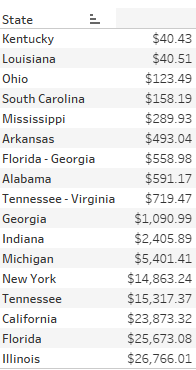 State
Kentucky $40.43
Louisiana $40.51
Ohio $123.49
South Carolina $158.19
Mississippi $289.93
Arkansas $493.04
Florida - Georgia $558.98
Alabama $591.17
Tennessee - Virginia $719.47
Georgia $1,090.99
Indiana $2,405.89
Michigan $5,401.41
New York $14,863.24
Tennessee $15,317.37
California $23,873.32
Florida $25,673.08
Illinois $26,766.01